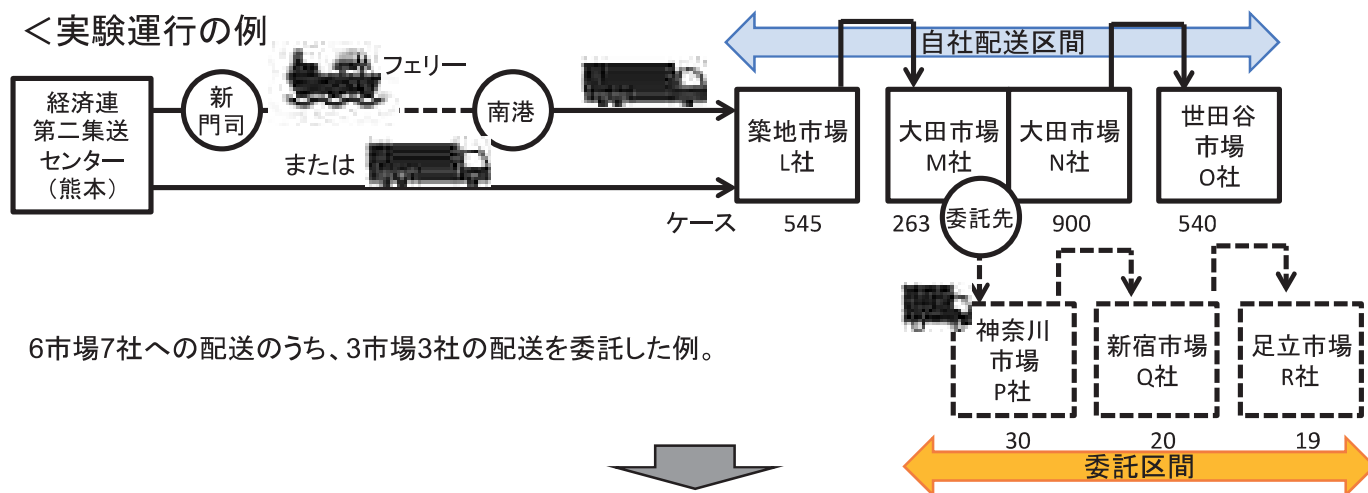 ＜実験運行の例
自社配送区間
経済連
第二集送
センター
（熊本）
新
門司
フェリー
南港
または
築地市場
L社
大田市場
M社
大田市場
N社
世田谷
市場
O社
委託先
ケース
545
263
900
540
神奈川
市場
P社
新宿市場
Q社
足立市場
R社
30
20
19
6市場7社への配送のうち、3市場3社の配送を委託した例。
委託区間